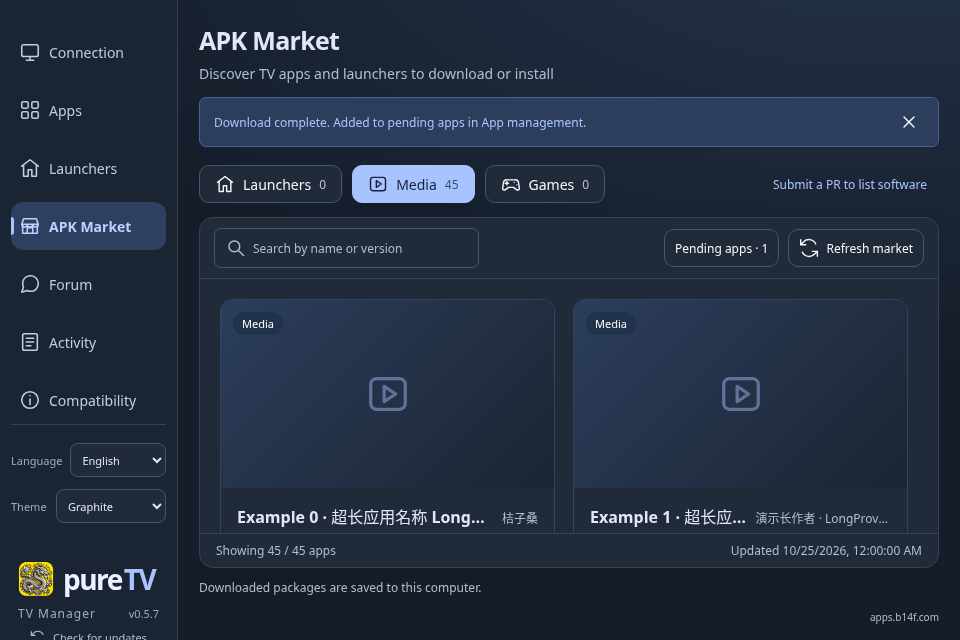 Connection
Apps
Launchers
APK Market
Forum
Activity
Compatibility
Language English
Theme Graphite
pureTV
TV Manager v0.5.7
Check for updates
APK Market
Discover TV apps and launchers to download or install
Download complete. Added to pending apps in App management.
Launchers 0
Media 45
Games 0
Submit a PR to list software
Search by name or version
Pending apps · 1
Refresh market
Media
Example 0 · 超长应用名称 Long... 桔子桑
Media
Example 1 · 超长应... 演示长作者 · LongProv...
Showing 45 / 45 apps
Updated 10/25/2026, 12:00:00 AM
Downloaded packages are saved to this computer.
apps.b14f.com